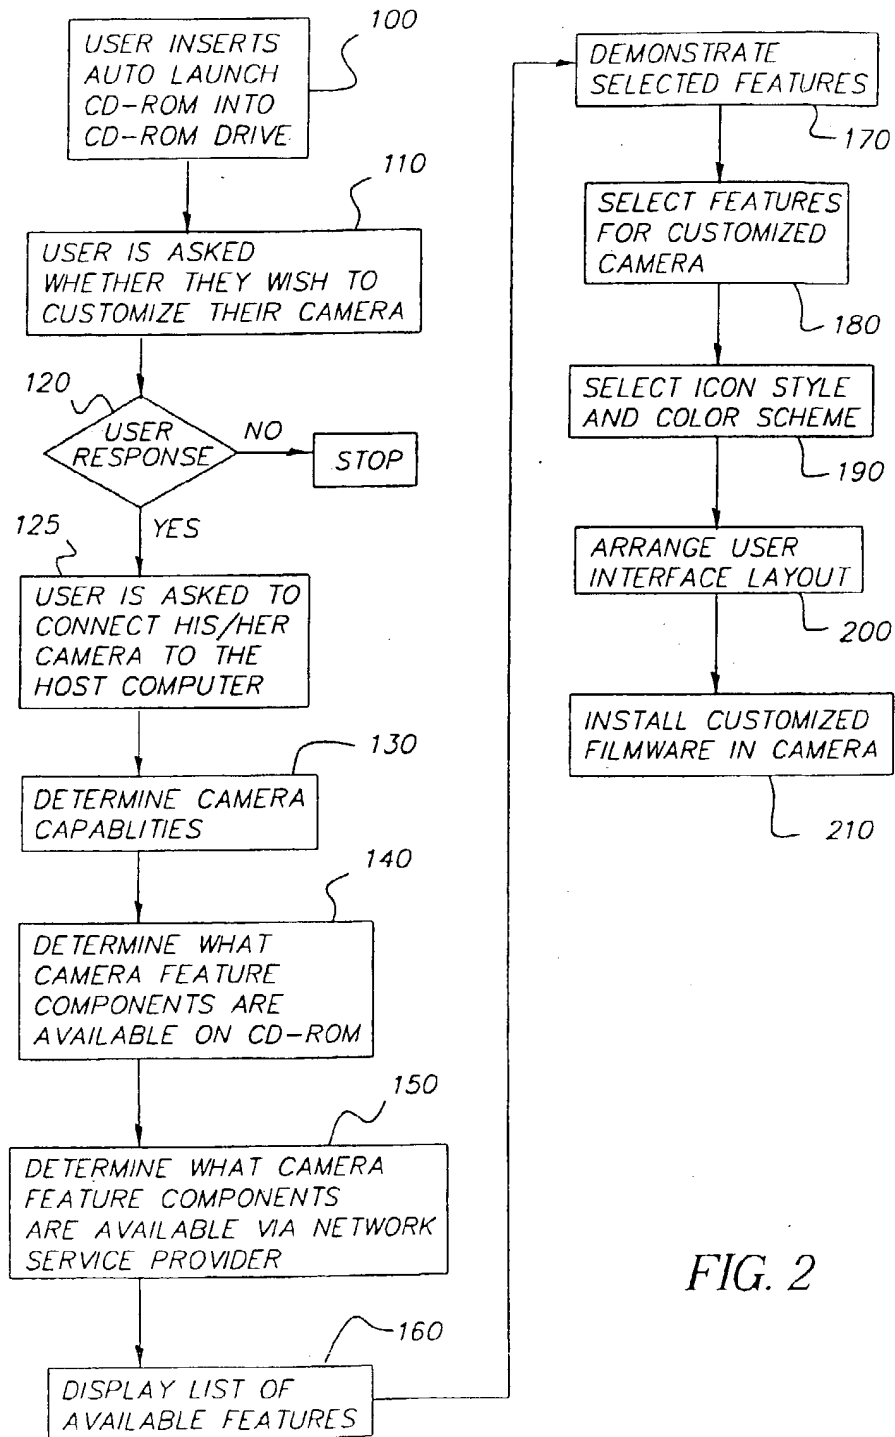 100
USER INSERTS
AUTO LAUNCH
CD-ROM INTO
CD-ROM DRIVE
110
USER IS ASKED
WHETHER THEY WISH TO
CUSTOMIZE THEIR CAMERA
120
USER
RESPONSE
NO
STOP
YES
125
USER IS ASKED TO
CONNECT HIS/HER
CAMERA TO THE
HOST COMPUTER
130
DETERMINE CAMERA
CAPABLITIES
140
DETERMINE WHAT
CAMERA FEATURE
COMPONENTS ARE
AVAILABLE ON CD-ROM
150
DETERMINE WHAT CAMERA
FEATURE COMPONENTS
ARE AVAILABLE VIA NETWORK
SERVICE PROVIDER
160
DISPLAY LIST OF
AVAILABLE FEATURES
DEMONSTRATE
SELECTED FEATURES
170
SELECT FEATURES
FOR CUSTOMIZED
CAMERA
180
SELECT ICON STYLE
AND COLOR SCHEME
190
ARRANGE USER
INTERFACE LAYOUT
200
INSTALL CUSTOMIZED
FILMWARE IN CAMERA
210
FIG. 2